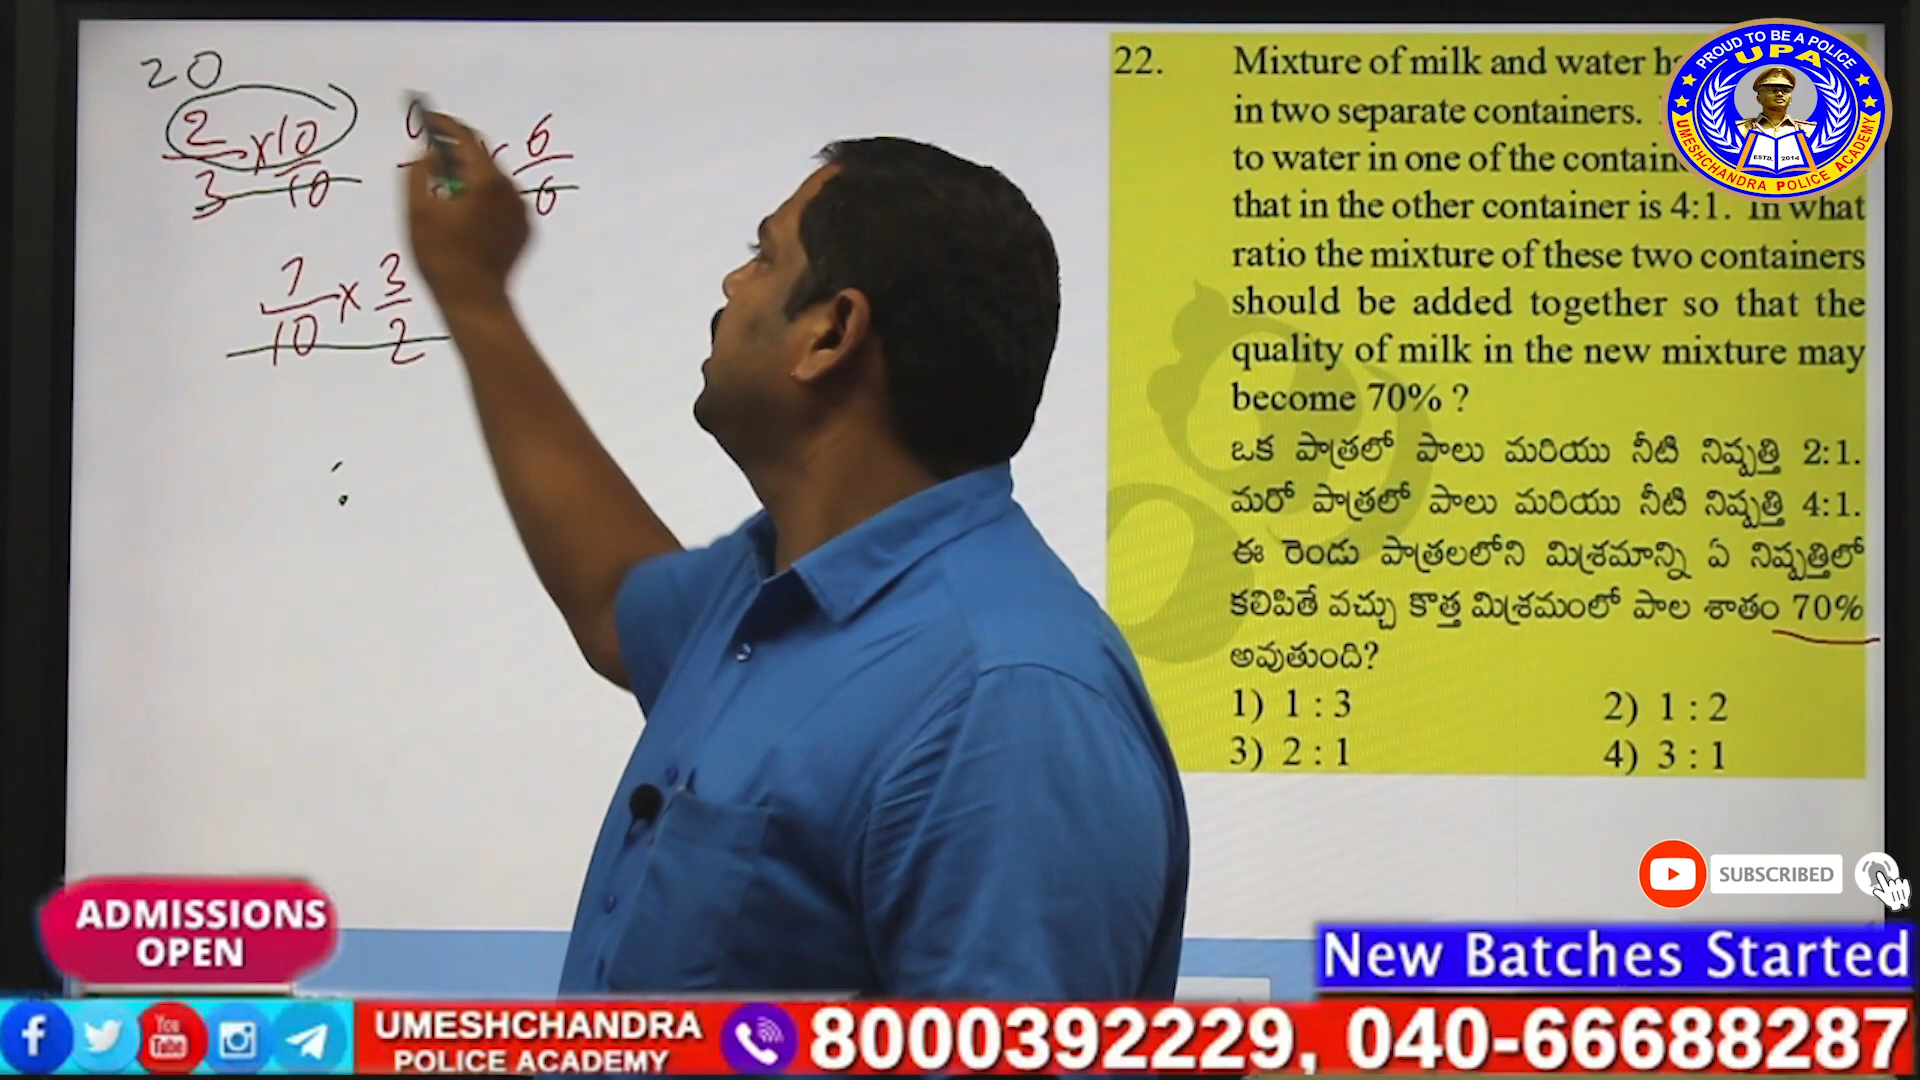 20
2 x 10
3 10
6
6
7 x 3
10 2
:
22. Mixture of milk and water
in two separate containers.
to water in one of the
that in the other container is 4:1. In what
ratio the mixture of these two containers
should be added together so that the
quality of milk in the new mixture may
become 70% ?
ఒక పాత్రలో పాలు మరియు నీటి నిష్పత్తి 2:1.
మరో పాత్రలో పాలు మరియు నీటి నిష్పత్తి 4:1.
ఈ రెండు పాత్రలలోని మిశ్రమాన్ని ఏ నిష్పత్తిలో
కలిపితే వచ్చు కొత్త మిశ్రమంలో పాల శాతం 70%
అవుతుంది?
1) 1 : 3 2) 1 : 2
3) 2 : 1 4) 3 : 1
PROUD TO BE A POLICE
UPA
ESTD. 2014
UMESHCHANDRA POLICE ACADEMY
SUBSCRIBED
ADMISSIONS
OPEN
New Batches Started
You
Tube
UMESHCHANDRA
POLICE ACADEMY
8000392229, 040-66688287